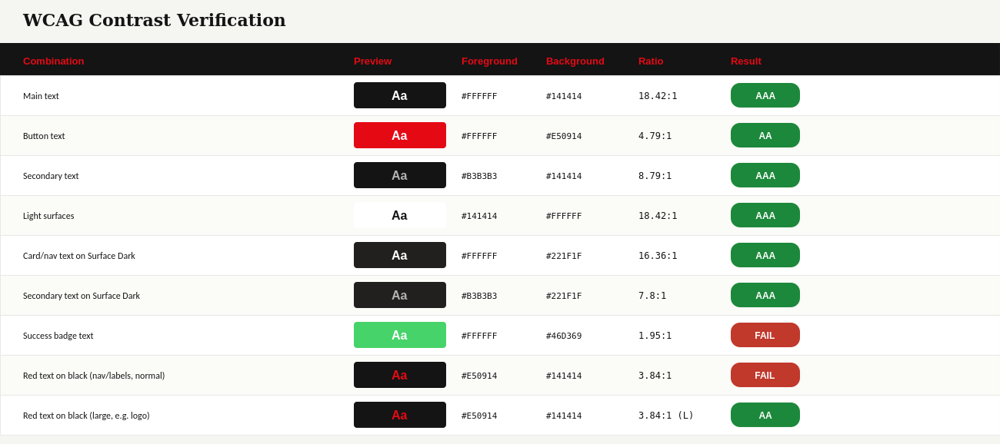 WCAG Contrast Verification
Combination Preview Foreground Background Ratio Result
Main text Aa #FFFFFF #141414 18.42:1 AAA
Button text Aa #FFFFFF #E50914 4.79:1 AA
Secondary text Aa #B3B3B3 #141414 8.79:1 AAA
Light surfaces Aa #141414 #FFFFFF 18.42:1 AAA
Card/nav text on Surface Dark Aa #FFFFFF #221F1F 16.36:1 AAA
Secondary text on Surface Dark Aa #B3B3B3 #221F1F 7.8:1 AAA
Success badge text Aa #FFFFFF #46D369 1.95:1 FAIL
Red text on black (nav/labels, normal) Aa #E50914 #141414 3.84:1 FAIL
Red text on black (large, e.g. logo) Aa #E50914 #141414 3.84:1 (L) AA